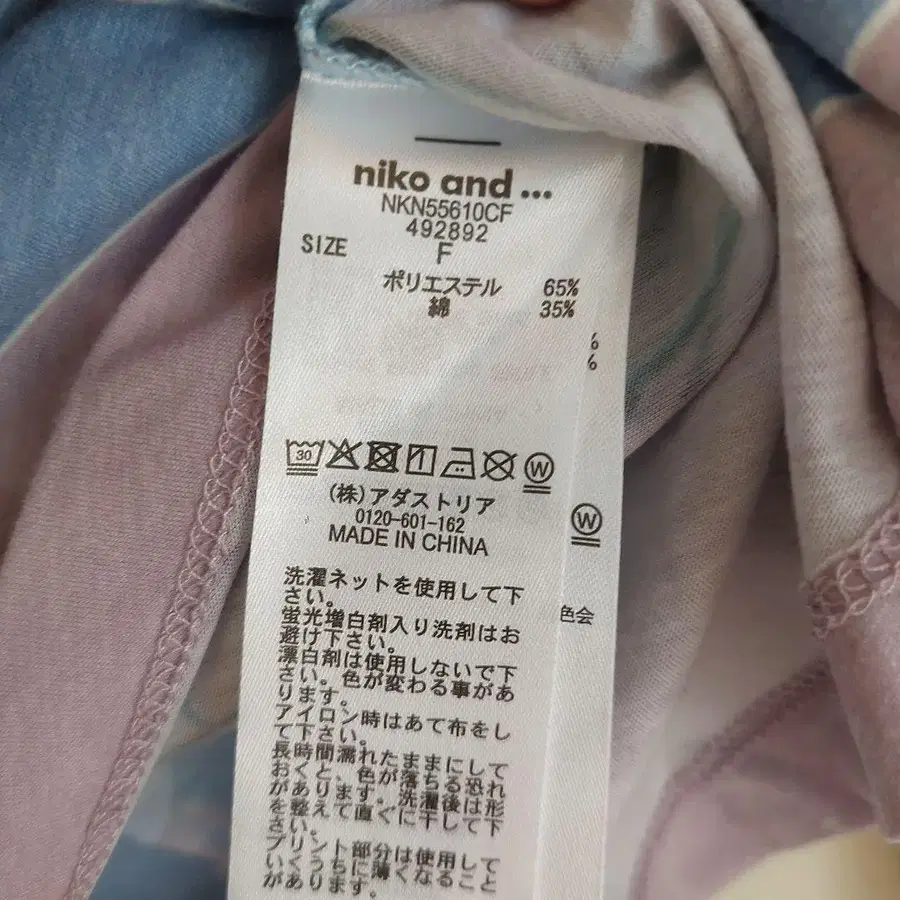 niko and ...
NKN55610CF
492892
SIZE F
ポリエステル 65%
綿 35%
%
%
30
W
(株)アダストリア
0120-601-162
MADE IN CHINA
W
洗濯ネットを使用して下
さい。
色会
蛍光増白剤入り洗剤はお
避け下さい。
漂白剤は使用しないで下
さい。色が変わる事があ
ります。
アイロン時はあて布をし
て下さい。
長時間濡れたままにして
おくと、色が落ちる恐れ
があります。洗濯後は形
を整えて直ぐに干して下
さい。
プリント部分は使用して
いくうちに薄くなること
があります。